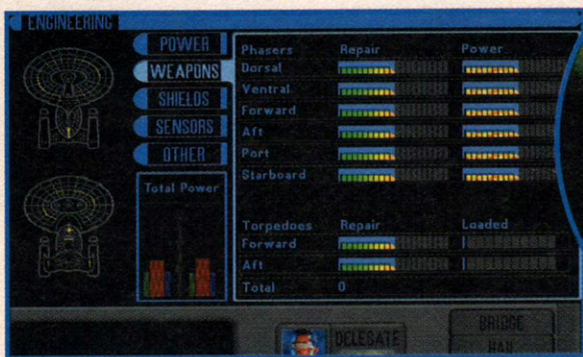 ENGINEERING
POWER
WEAPONS
SHIELDS
SENSORS
OTHER
Total Power
Phasers Repair Power
Dorsal
Ventral
Forward
Aft
Port
Starboard
Torpedoes Repair Loaded
Forward
Aft
Total 0
DELEGATE
BRIDGE
HAIL